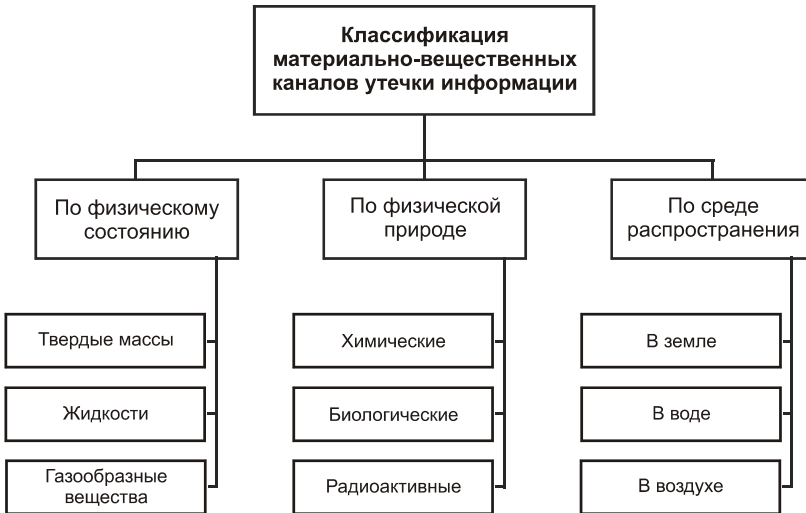 Классификация
материально-вещественных
каналов утечки информации
По физическому
состоянию
По физической
природе
По среде
распространения
Твердые массы
Химические
В земле
Жидкости
Биологические
В воде
Газообразные
вещества
Радиоактивные
В воздухе